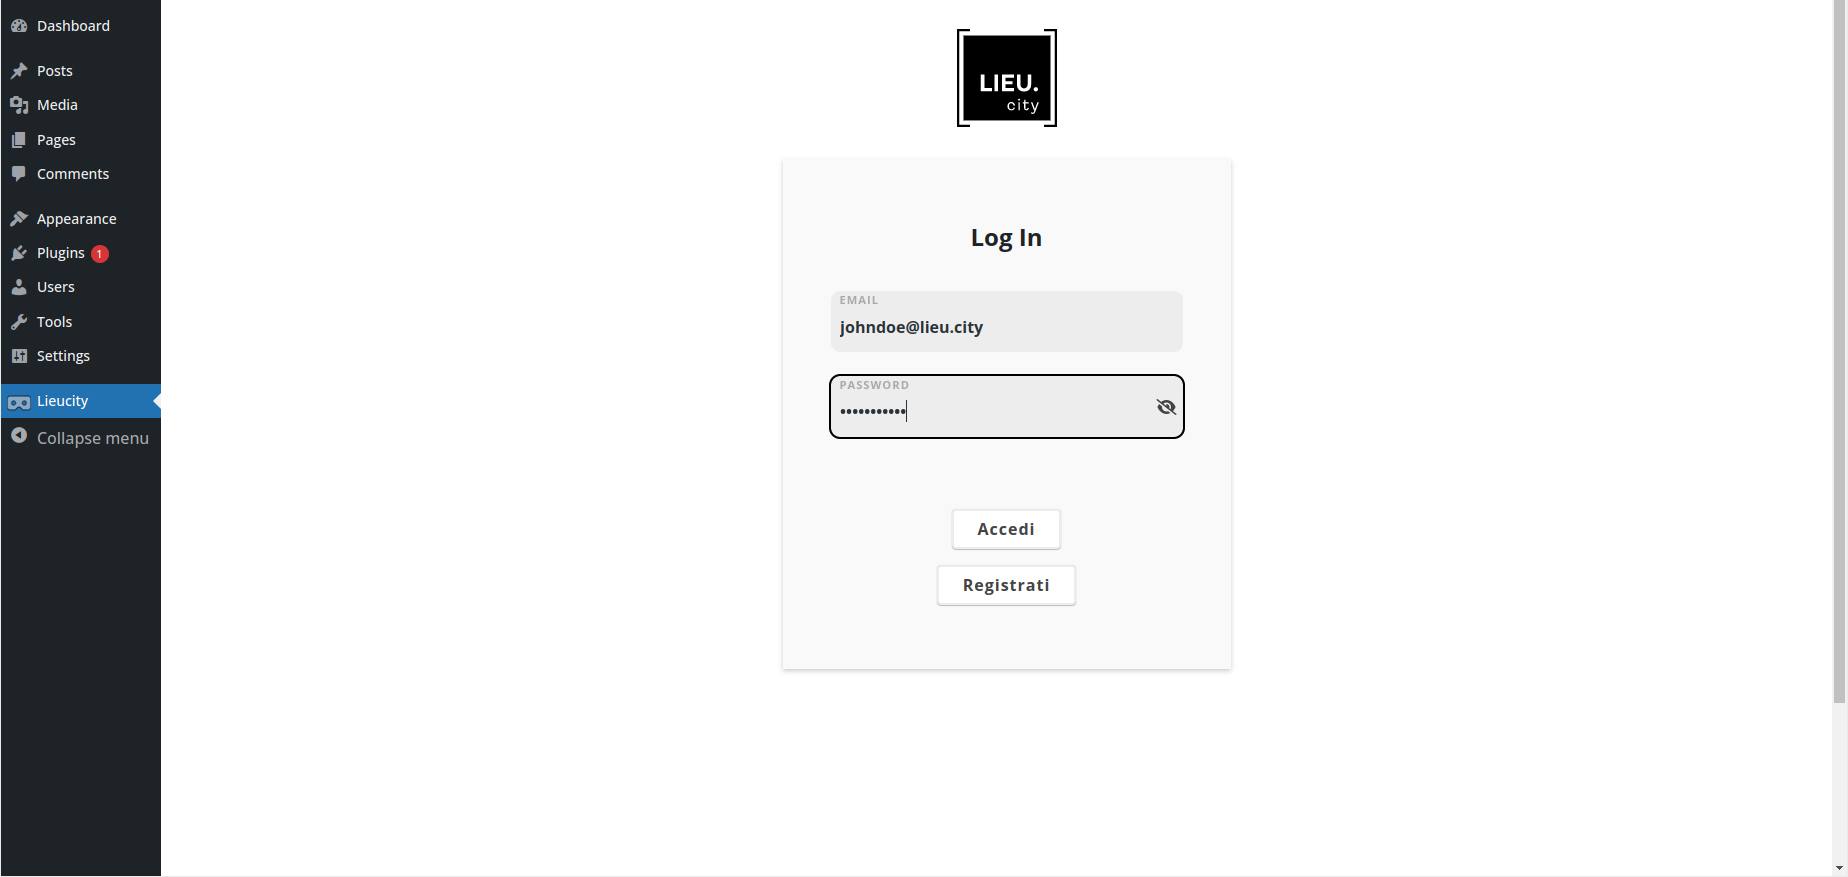 Dashboard
Posts
Media
Pages
Comments
Appearance
Plugins 1
Users
Tools
Settings
Lieucity
Collapse menu
LIEU.
city
Log In
EMAIL
johndoe@lieu.city
PASSWORD
•••••••••••
Accedi
Registrati